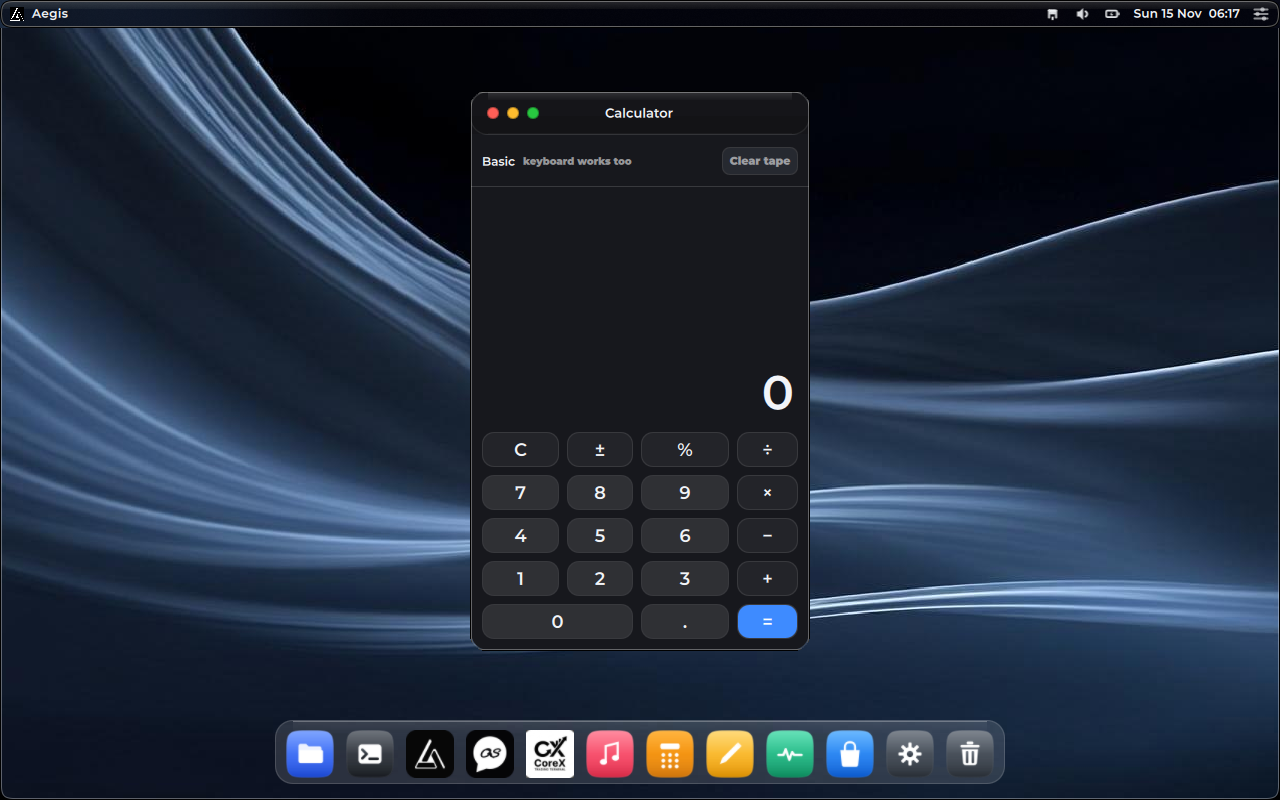 Aegis
Sun 15 Nov 06:17
Calculator
Basic keyboard works too Clear tape
0
C ± % ÷
7 8 9 ×
4 5 6 −
1 2 3 +
0 . =
as
CX
CoreX